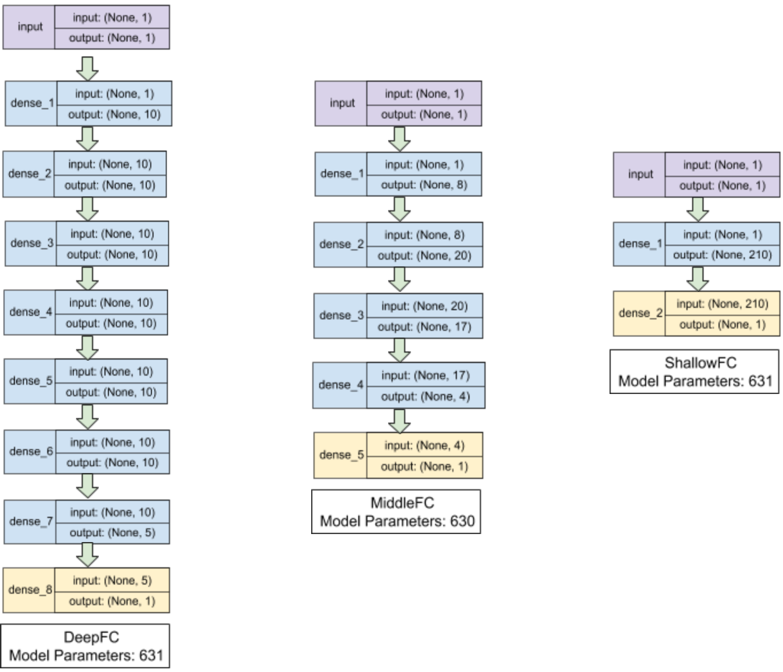 input
input: (None, 1)
output: (None, 1)
dense_1
input: (None, 1)
output: (None, 10)
dense_2
input: (None, 10)
output: (None, 10)
dense_3
input: (None, 10)
output: (None, 10)
dense_4
input: (None, 10)
output: (None, 10)
dense_5
input: (None, 10)
output: (None, 10)
dense_6
input: (None, 10)
output: (None, 10)
dense_7
input: (None, 10)
output: (None, 5)
dense_8
input: (None, 5)
output: (None, 1)
DeepFC
Model Parameters: 631
input
input: (None, 1)
output: (None, 1)
dense_1
input: (None, 1)
output: (None, 8)
dense_2
input: (None, 8)
output: (None, 20)
dense_3
input: (None, 20)
output: (None, 17)
dense_4
input: (None, 17)
output: (None, 4)
dense_5
input: (None, 4)
output: (None, 1)
MiddleFC
Model Parameters: 630
input
input: (None, 1)
output: (None, 1)
dense_1
input: (None, 1)
output: (None, 210)
dense_2
input: (None, 210)
output: (None, 1)
ShallowFC
Model Parameters: 631